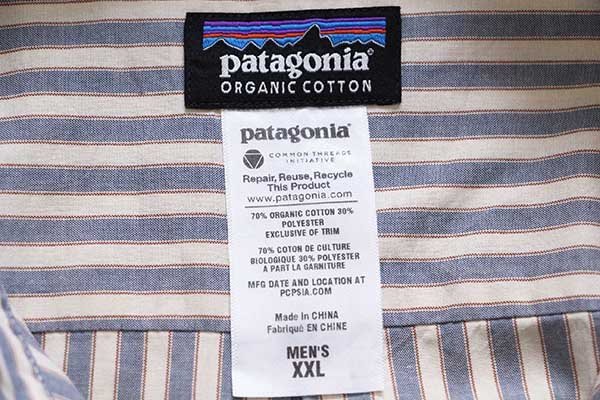 patagonia®
ORGANIC COTTON
patagonia®
COMMON THREADS
INITIATIVE
Repair, Reuse, Recycle
This Product
www.patagonia.com
70% ORGANIC COTTON 30%
POLYESTER
EXCLUSIVE OF TRIM
70% COTON DE CULTURE
BIOLOGIQUE 30% POLYESTER
A PART LA GARNITURE
MFG DATE AND LOCATION AT
PCPSIA.COM
Made in CHINA
Fabriqué EN CHINE
MEN'S
XXL